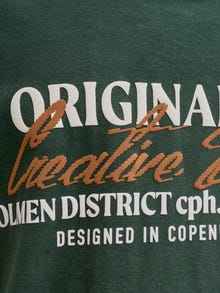 ORIGINA
Creative.
OLMEN DISTRICT cph.
DESIGNED IN COPEN